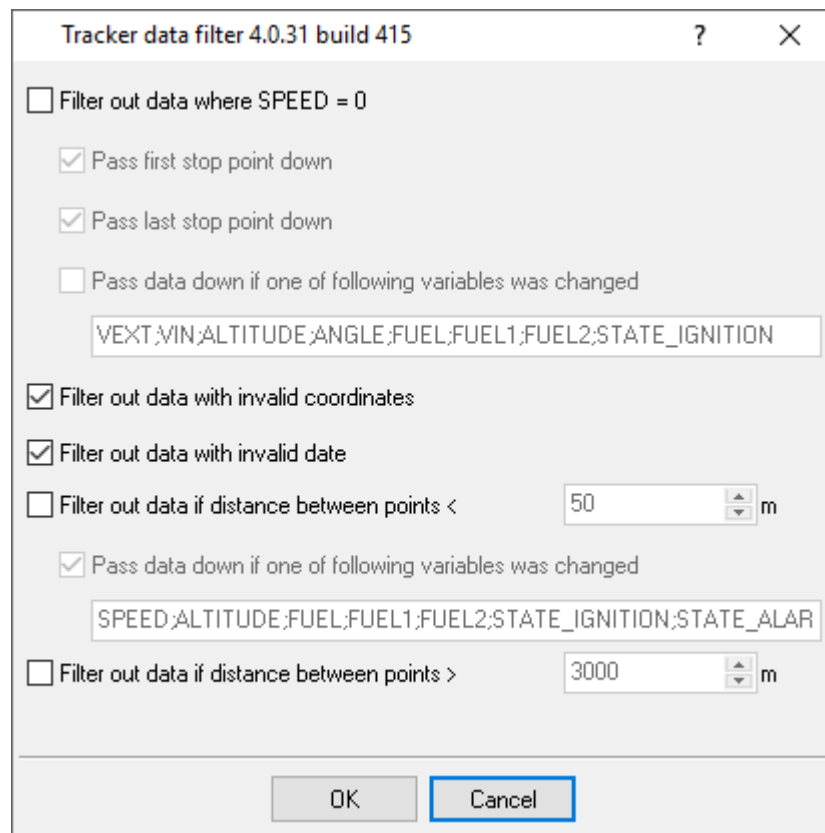 Tracker data filter 4.0.31 build 415 ?
Filter out data where SPEED = 0
Pass first stop point down
Pass last stop point down
Pass data down if one of following variables was changed
VEXT;VIN;ALTITUDE;ANGLE;FUEL;FUEL1;FUEL2;STATE_IGNITION
Filter out data with invalid coordinates
Filter out data with invalid date
Filter out data if distance between points < 50 m
Pass data down if one of following variables was changed
SPEED;ALTITUDE;FUEL;FUEL1;FUEL2;STATE_IGNITION;STATE_ALAR
Filter out data if distance between points > 3000 m
OK Cancel